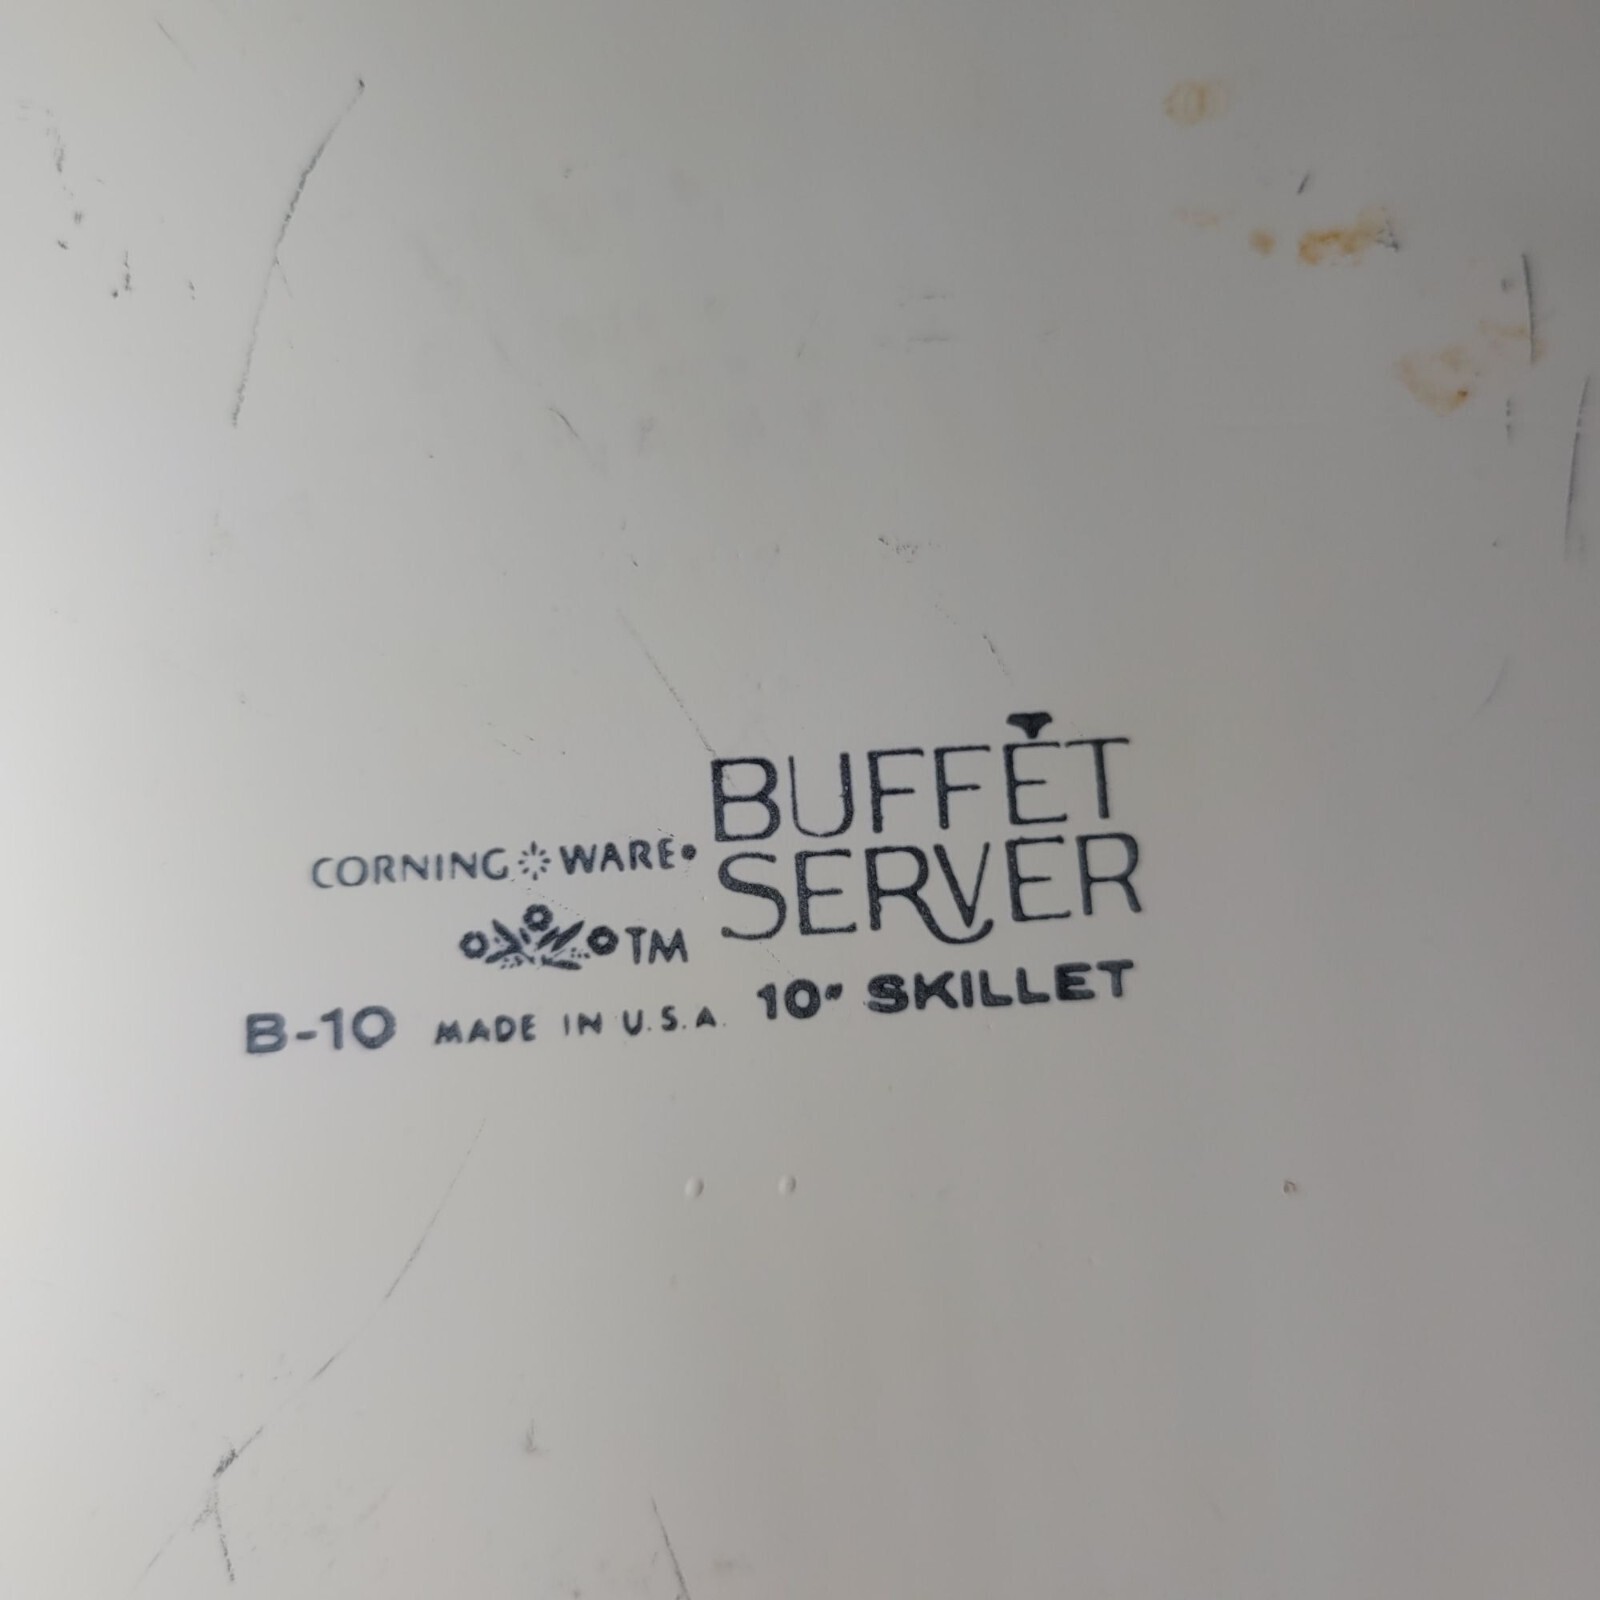 BUFFET
SERVER
CORNING WARE®
TM
B-10 MADE IN U.S.A. 10" SKILLET